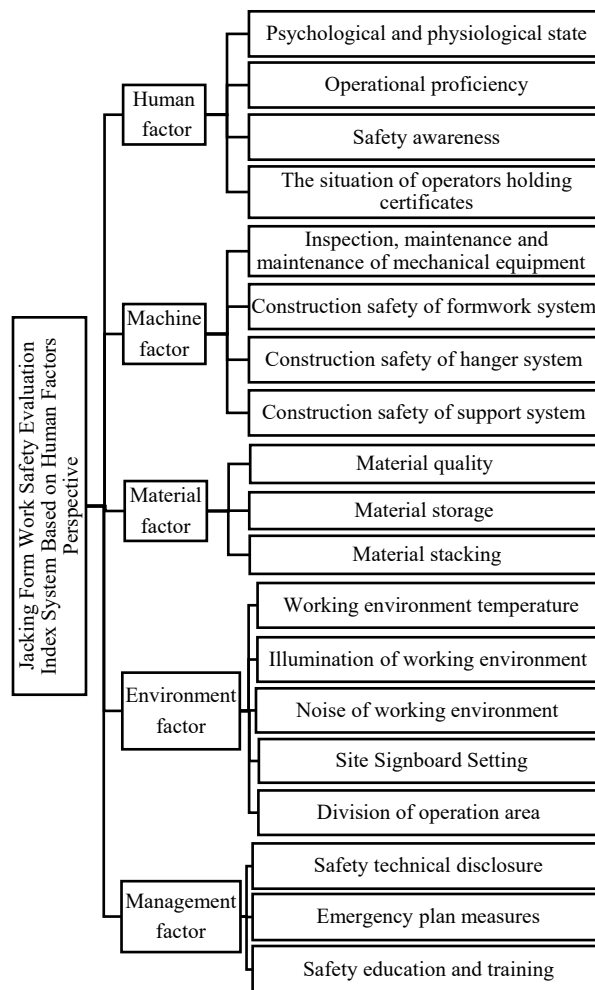 Jacking Form Work Safety Evaluation
Index System Based on Human Factors
Perspective
Human
factor
Psychological and physiological state
Operational proficiency
Safety awareness
The situation of operators holding
certificates
Machine
factor
Inspection, maintenance and
maintenance of mechanical equipment
Construction safety of formwork system
Construction safety of hanger system
Construction safety of support system
Material
factor
Material quality
Material storage
Material stacking
Environment
factor
Working environment temperature
Illumination of working environment
Noise of working environment
Site Signboard Setting
Division of operation area
Management
factor
Safety technical disclosure
Emergency plan measures
Safety education and training